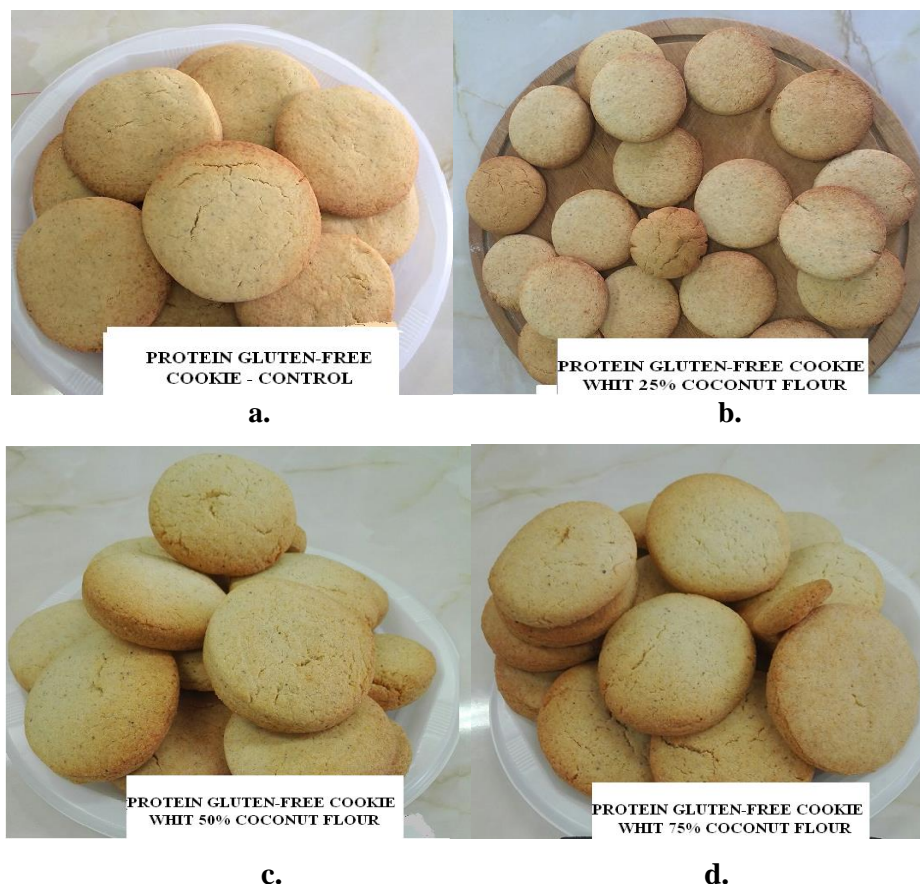 PROTEIN GLUTEN-FREE
COOKIE - CONTROL
a.
PROTEIN GLUTEN-FREE COOKIE
WHIT 25% COCONUT FLOUR
b.
PROTEIN GLUTEN-FREE COOKIE
WHIT 50% COCONUT FLOUR
c.
PROTEIN GLUTEN-FREE COOKIE
WHIT 75% COCONUT FLOUR
d.